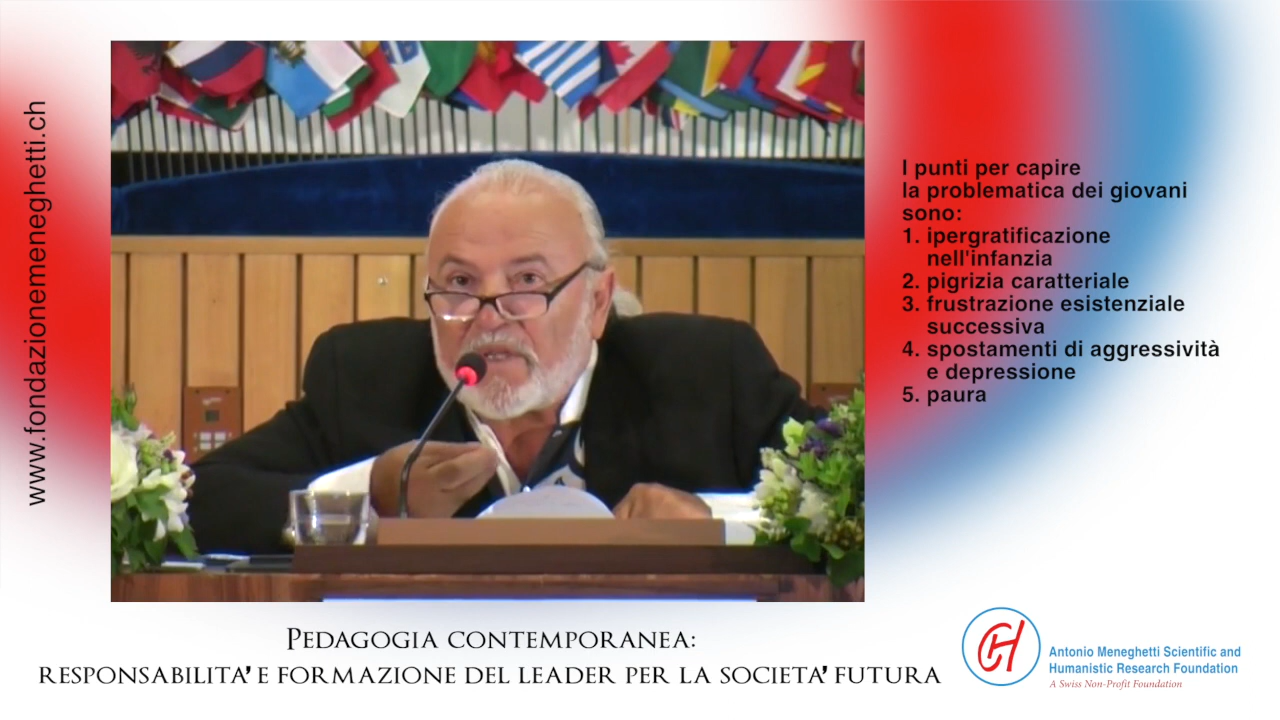 www.fondazionemeneghetti.ch
I punti per capire
la problematica dei giovani
sono:
1. ipergratificazione
nell'infanzia
2. pigrizia caratteriale
3. frustrazione esistenziale
successiva
4. spostamenti di aggressività
e depressione
5. paura
Pedagogia contemporanea:
responsabilita' e formazione del leader per la societa' futura
CH
Antonio Meneghetti Scientific and
Humanistic Research Foundation
A Swiss Non-Profit Foundation